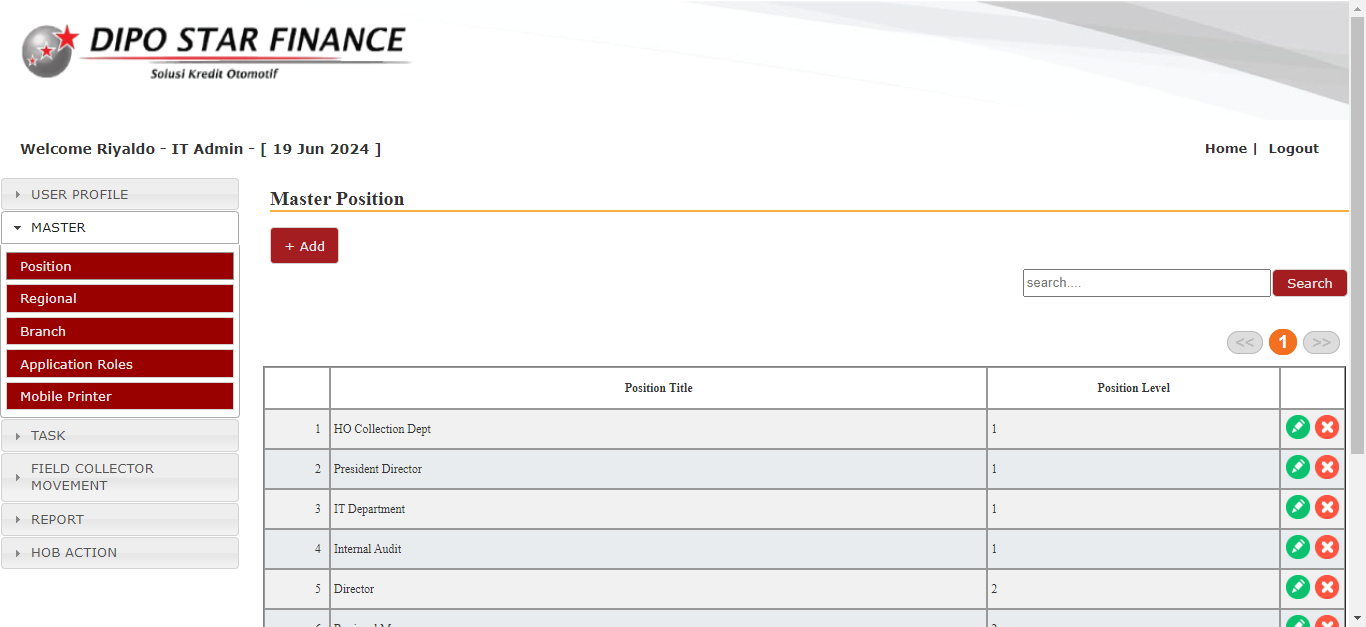 DIPO STAR FINANCE
Solusi Kredit Otomotif
Welcome Riyaldo - IT Admin - [ 19 Jun 2024 ]
Home | Logout
USER PROFILE
MASTER
Position
Regional
Branch
Application Roles
Mobile Printer
TASK
FIELD COLLECTOR
MOVEMENT
REPORT
HOB ACTION
Master Position
+ Add
search.... Search
<< 1 >>
Position Title Position Level
1 HO Collection Dept 1
2 President Director 1
3 IT Department 1
4 Internal Audit 1
5 Director 2